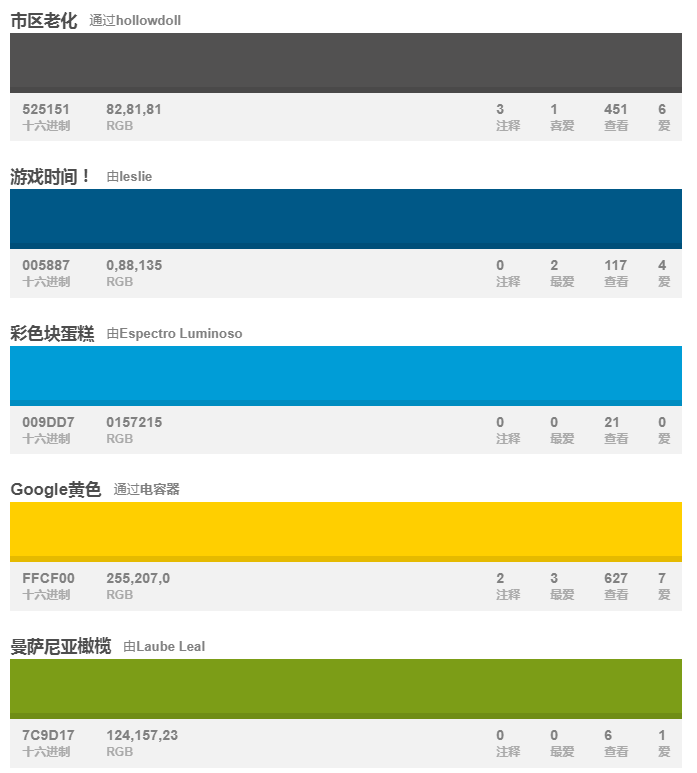 市区老化 通过hollowdoll
525151 82,81,81 3 1 451 6
十六进制 RGB 注释 喜爱 查看 爱
游戏时间！ 由leslie
005887 0,88,135 0 2 117 4
十六进制 RGB 注释 最爱 查看 爱
彩色块蛋糕 由Espectro Luminoso
009DD7 0157215 0 0 21 0
十六进制 RGB 注释 最爱 查看 爱
Google黄色 通过电容器
FFCF00 255,207,0 2 3 627 7
十六进制 RGB 注释 最爱 查看 爱
曼萨尼亚橄榄 由Laube Leal
7C9D17 124,157,23 0 0 6 1
十六进制 RGB 注释 最爱 查看 爱